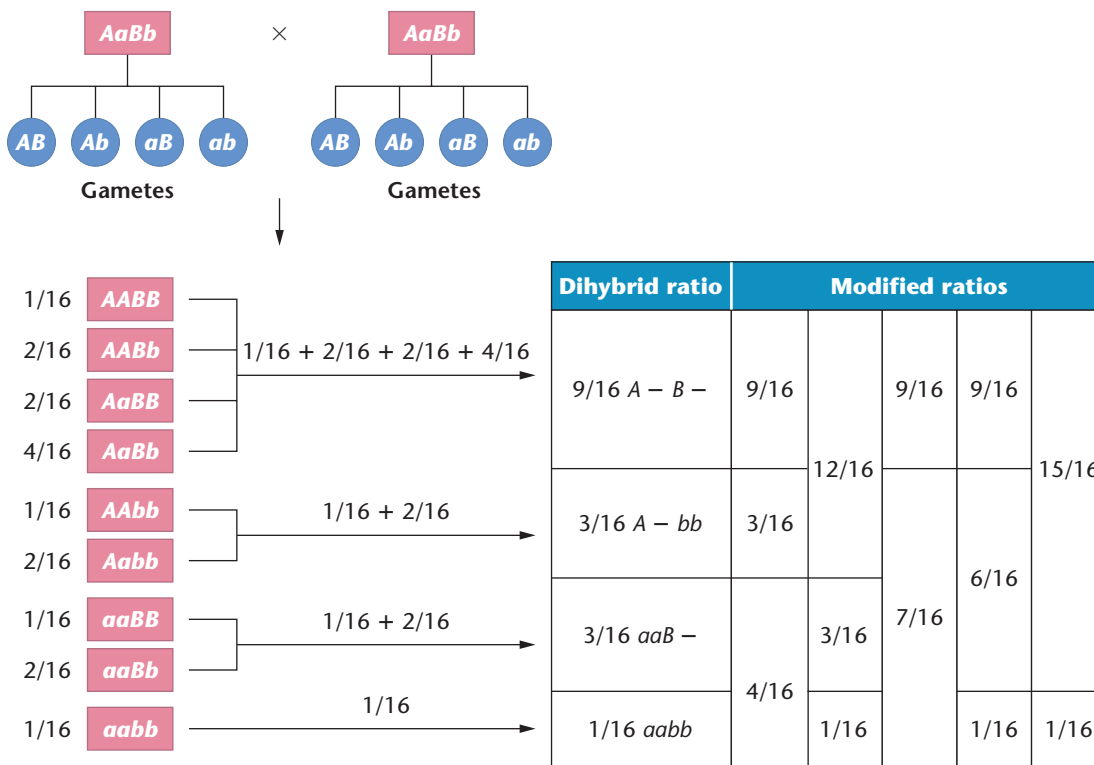 AaBb × AaBb
AB Ab aB ab AB Ab aB ab
Gametes Gametes
1/16 AABB
2/16 AABb
2/16 AaBB
4/16 AaBb
1/16 + 2/16 + 2/16 + 4/16
1/16 AAbb
2/16 Aabb
1/16 + 2/16
1/16 aaBB
2/16 aaBb
1/16 + 2/16
1/16 aabb
1/16
Dihybrid ratio Modified ratios
9/16 A – B – 9/16 9/16 9/16
12/16 15/16
3/16 A – bb 3/16
6/16
7/16
3/16 aaB – 3/16
4/16
1/16 aabb 1/16 1/16 1/16